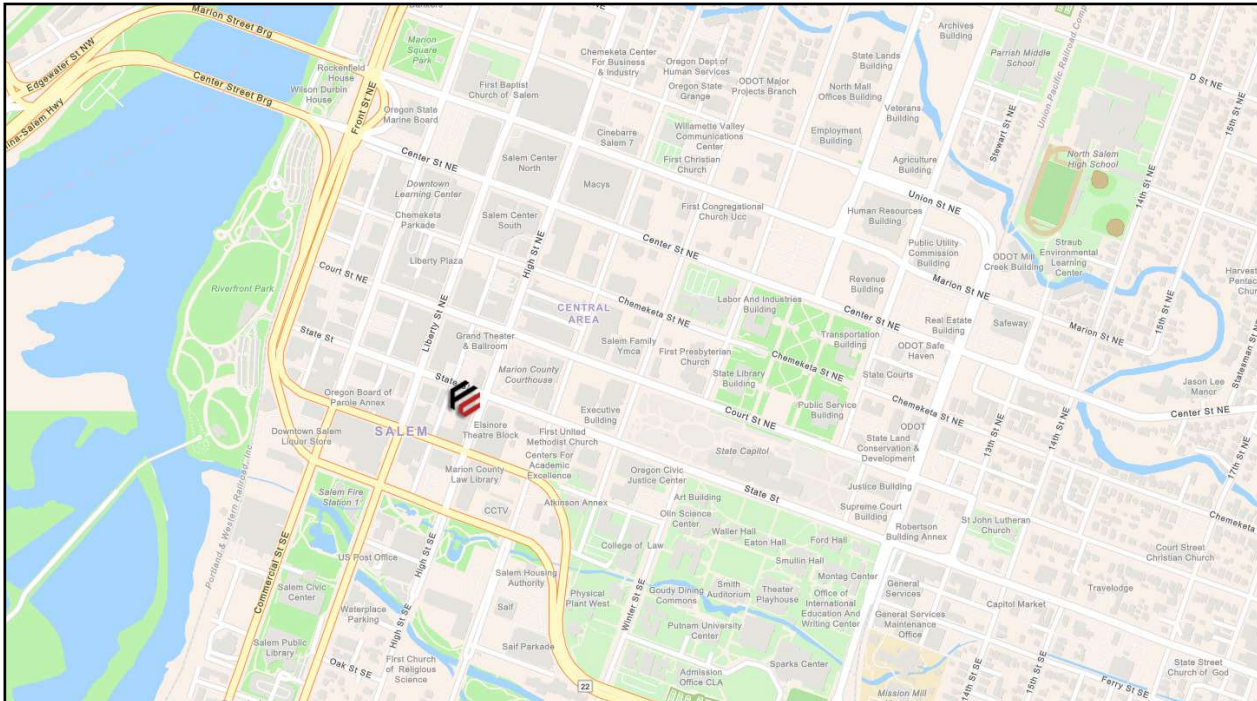 Marion Street Brg
Edgewater St NW
Center Street Brg
ina-Salem Hwy
Rockenfield
House
Wilson Durbin
House
Front St NE
Marion
Square
Park
Oregon State
Marine Board
First Baptist
Church of Salem
Chemeketa Center
For Business
& Industry
Union St NE
Oregon Dept of
Human Services
Oregon State
Grange
ODOT Major
Projects Branch
State Lands
Building
Archives
Building
North Mall
Offices Building
Veterans
Building
Parrish Middle
School
D St NE
15th St NE
Stewart St NE
North Salem
High School
14th St NE
Cinebarre
Salem 7
Willamette Valley
Communications
Center
Employment
Building
Agriculture
Building
First Christian
Church
Center St NE
Salem Center
North
Macys
Downtown
Learning Center
Chemeketa
Parkade
Salem Center
South
High St NE
First Congregational
Church Ucc
Union St NE
Human Resources
Building
Public Utility
Commission
Building
ODOT Mill
Creek Building
Straub
Environmental
Learning
Center
Center St NE
Marion St NE
Liberty Plaza
Court St NE
Riverfront Park
CENTRAL
AREA
Chemeketa St NE
Labor And Industries
Building
Revenue
Building
Center St NE
Real Estate
Building
Safeway
Marion St NE
15th St NE
State St
Liberty St NE
Grand Theater
& Ballroom
Salem Family
Ymca
First Presbyterian
Church
Transportation
Building
ODOT Safe
Haven
Chemeketa St NE
Marion County
Courthouse
State Library
Building
State Courts
Statesman St
Jason Lee
Manor
Oregon Board of
Parole Annex
Executive
Building
Court St NE
Public Service
Building
Chemeketa St NE
Center St NE
Downtown Salem
Liquor Store
SALEM
Elsinore
Theatre Block
First United
Methodist Church
Centers For
Academic
Excellence
State Capitol
ODOT
State Land
Conservation &
Development
13th St NE
14th St NE
17th St NE
Marion County
Law Library
Oregon Civic
Justice Center
State St
Justice Building
Salem Fire
Station 1
CCTV
Atkinson Annex
Art Building
Olin Science
Center
Supreme Court
Building
Robertson
Building Annex
St John Lutheran
Church
Chemeketa
Waller Hall
Eaton Hall
Ford Hall
Court Street
Christian Church
US Post Office
High St SE
College of Law
Smullin Hall
Montag Center
Portland & Western Railroad, Inc
Commercial St SE
Salem Civic
Center
Salem Housing
Authority
Saif
Physical
Plant West
Winter St SE
Goudy Dining
Commons
Smith
Auditorium
Theater
Playhouse
Office of
International
Education And
Writing Center
General
Services
Travelodge
Waterplace
Parking
High St SE
Putnam University
Center
General Services
Maintenance
Office
Capitol Market
Salem Public
Library
Saif Parkade
Oak St SE
First Church
of Religious
Science
22
Admission
Office CLA
Sparks Center
Mission Mill
14th St SE
15th St SE
Ferry St SE
State Street
Church of God